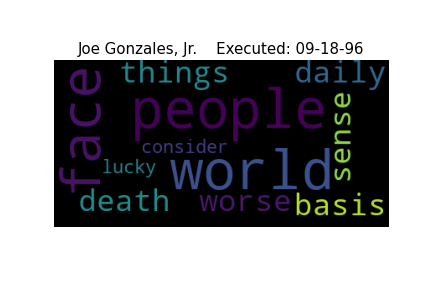 Joe Gonzales, Jr.    Executed: 09-18-96
things daily
face people sense
consider
lucky world
death worse basis